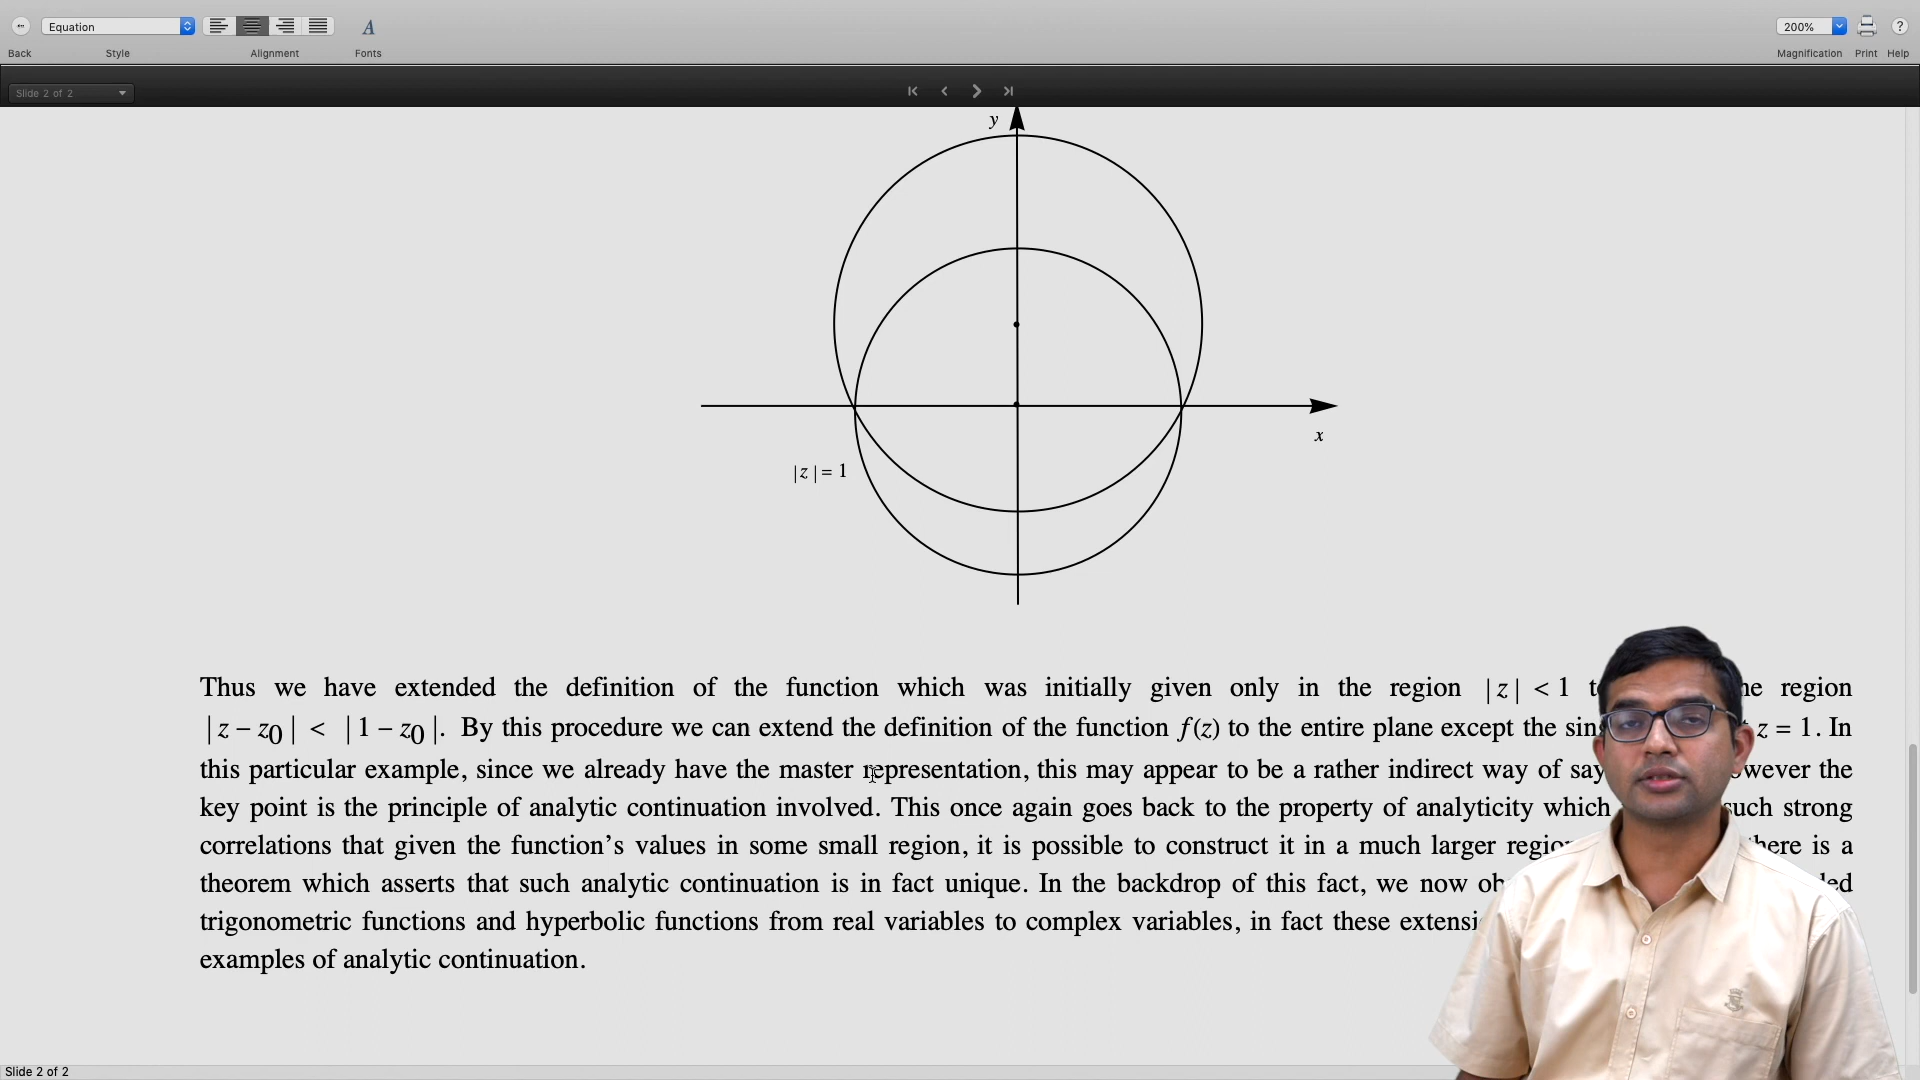 Equation
200%
Back
Style
Alignment
Fonts
Magnification
Print
Help
Slide 2 of 2
y
x
|z| = 1
Thus we have extended the definition of the function which was initially given only in the region |z| < 1 region
|z − z0| < |1 − z0|. By this procedure we can extend the definition of the function f(z) to the entire plane except the z = 1. In
this particular example, since we already have the master representation, this may appear to be a rather indirect way of the
key point is the principle of analytic continuation involved. This once again goes back to the property of analyticity which such strong
correlations that given the function's values in some small region, it is possible to construct it in a much larger there is a
theorem which asserts that such analytic continuation is in fact unique. In the backdrop of this fact, we now
trigonometric functions and hyperbolic functions from real variables to complex variables, in fact these
examples of analytic continuation.
Slide 2 of 2